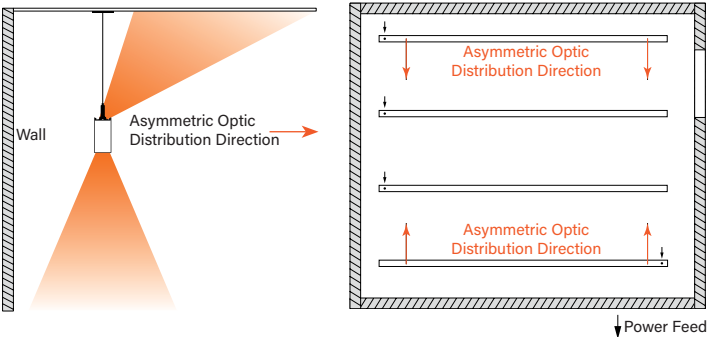 Wall
Asymmetric Optic
Distribution Direction
Asymmetric Optic
Distribution Direction
Asymmetric Optic
Distribution Direction
Power Feed